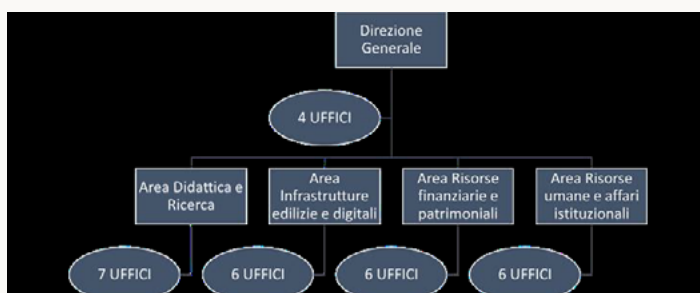 Direzione
Generale
4 UFFICI
Area Didattica e
Ricerca
Area
Infrastrutture
edilizie e digitali
Area Risorse
finanziarie e
patrimoniali
Area Risorse
umane e affari
istituzionali
7 UFFICI
6 UFFICI
6 UFFICI
6 UFFICI